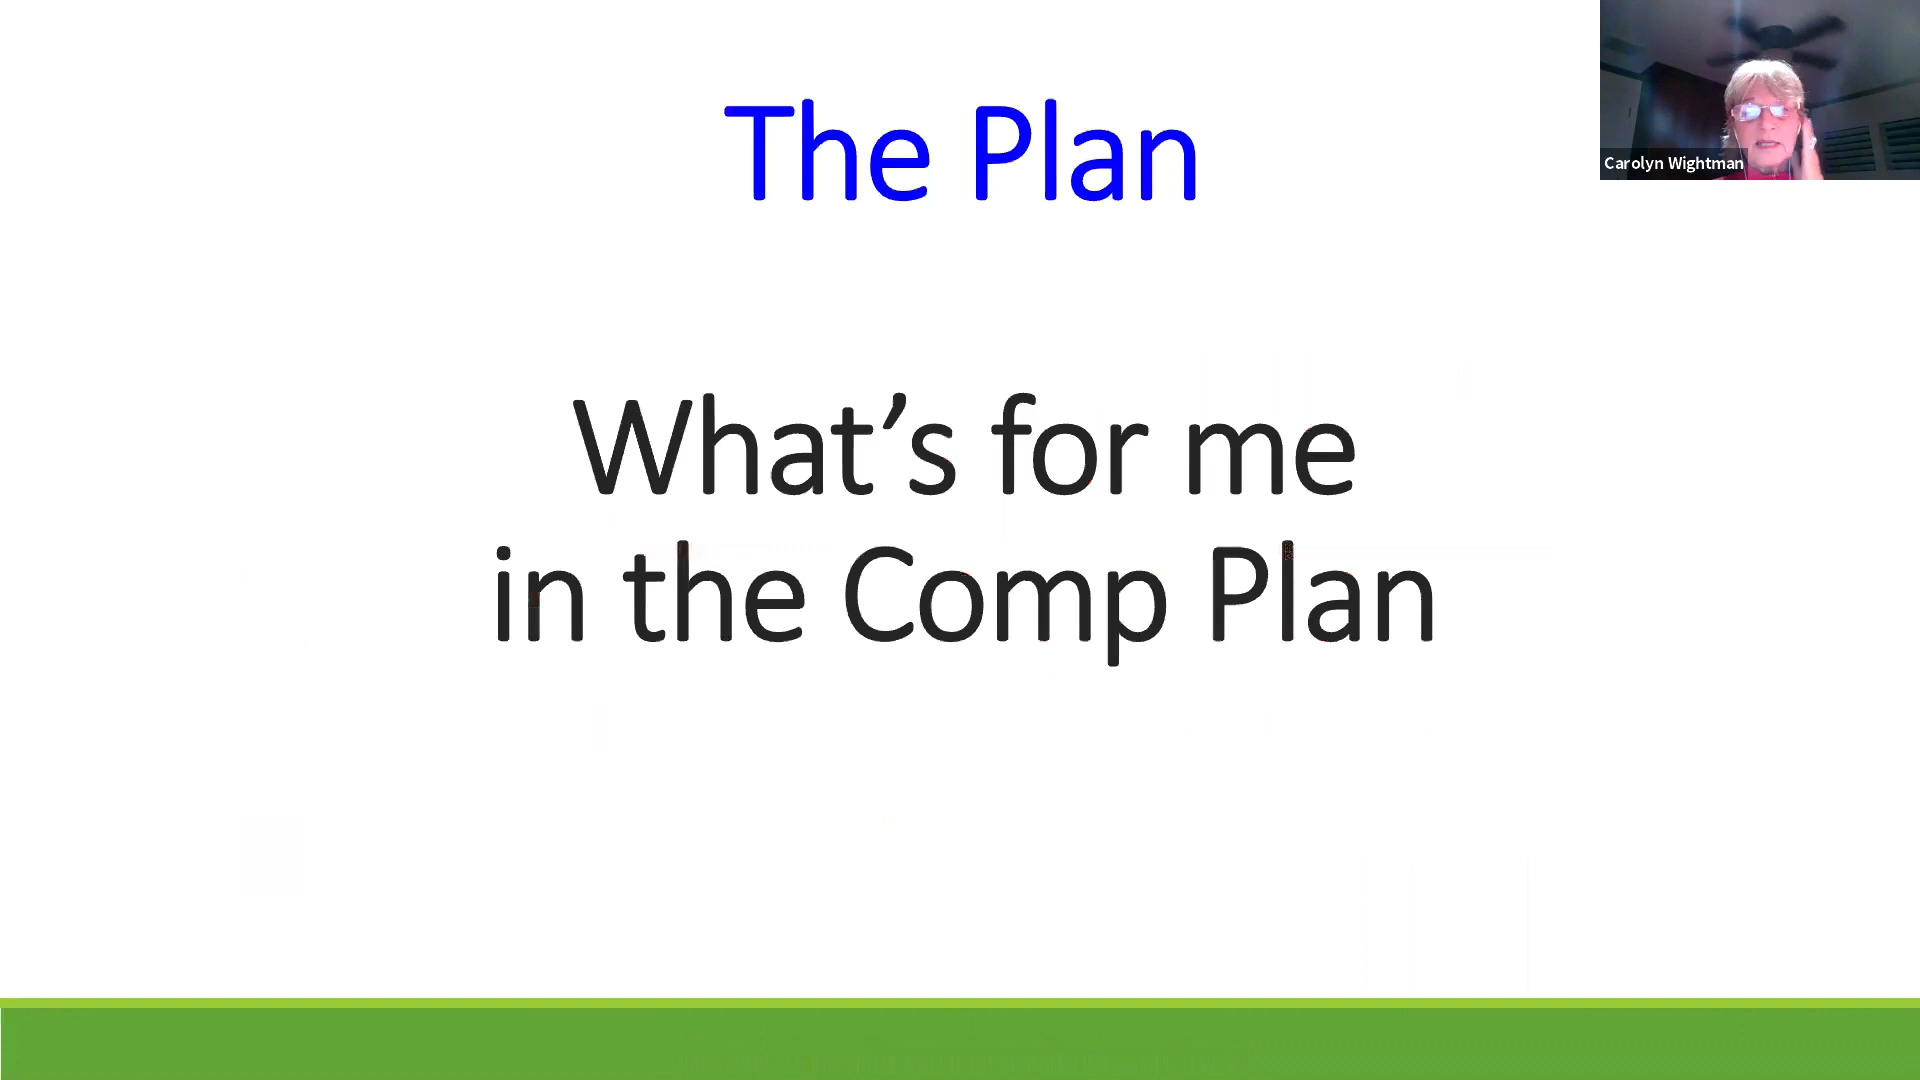 The Plan
Carolyn Wightman
What’s for me
in the Comp Plan